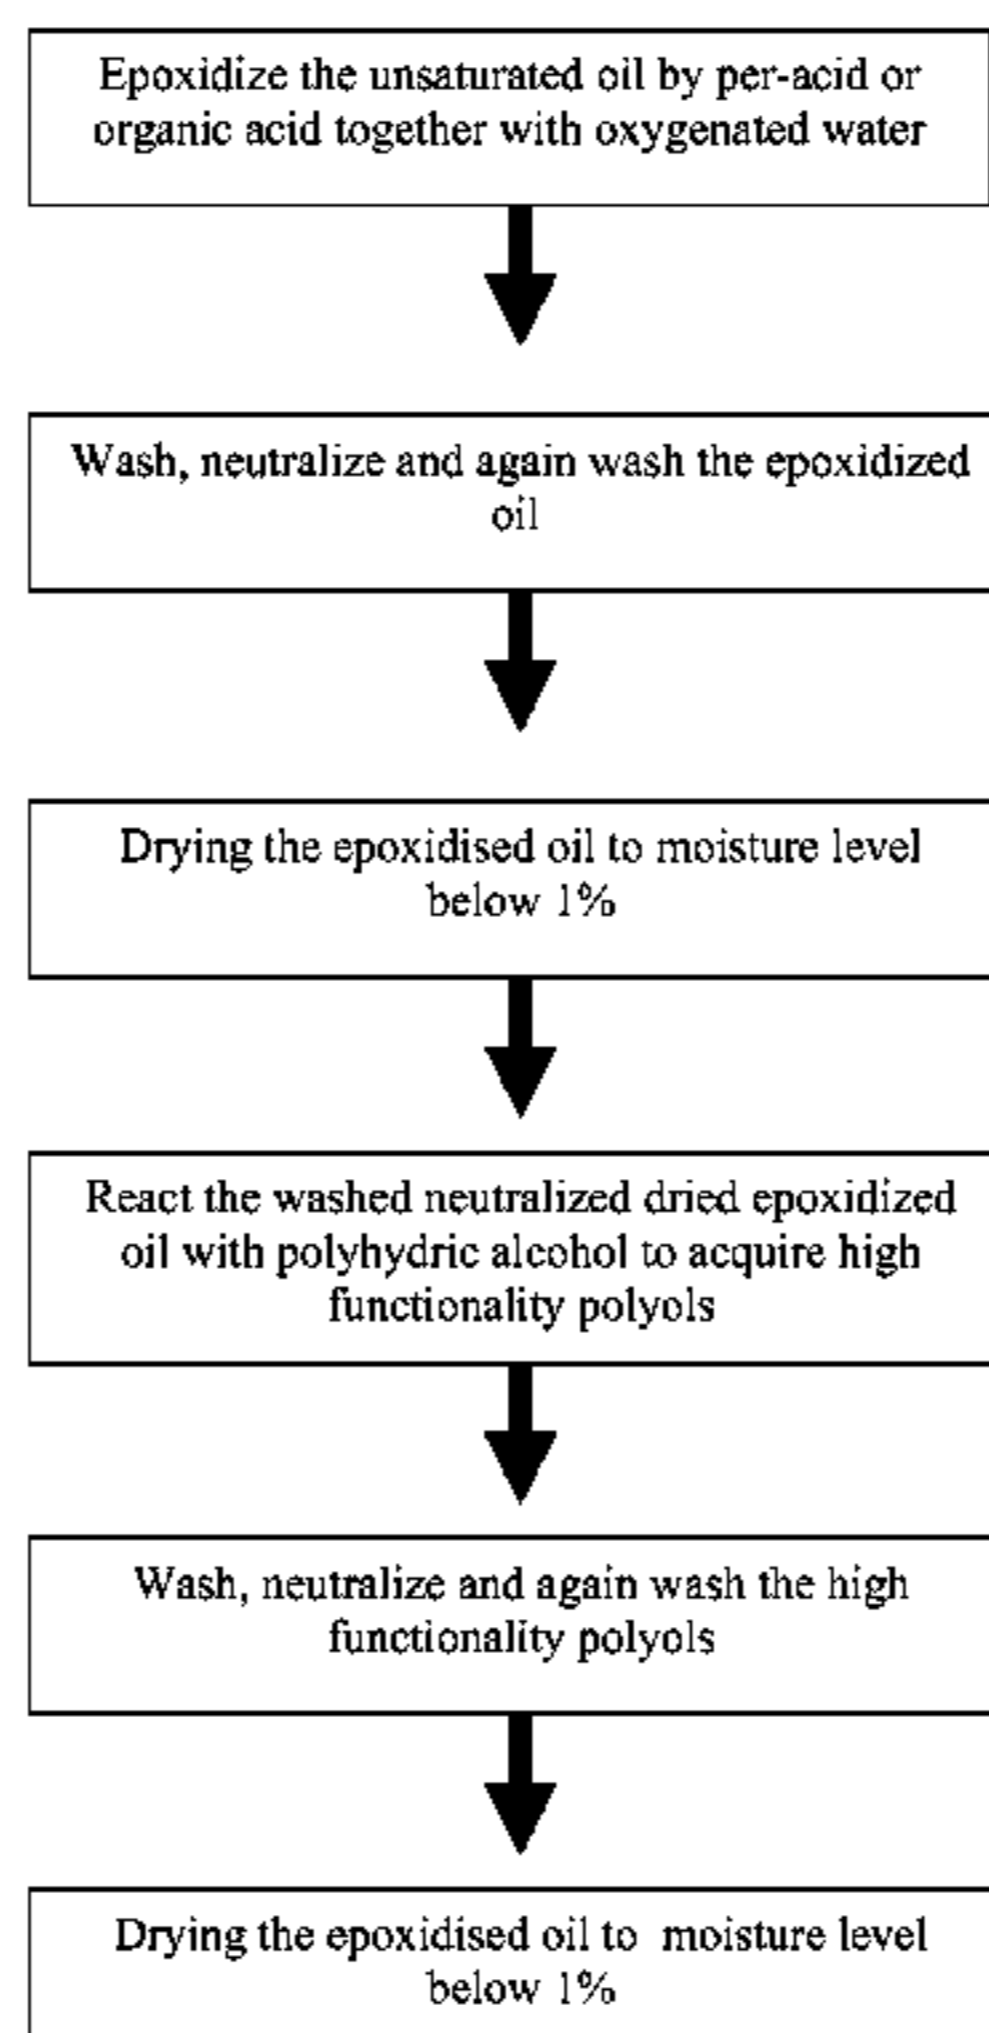 Epoxidize the unsaturated oil by per-acid or
organic acid together with oxygenated water
Wash, neutralize and again wash the epoxidized
oil
Drying the epoxidised oil to moisture level
below 1%
React the washed neutralized dried epoxidized
oil with polyhydric alcohol to acquire high
functionality polyols
Wash, neutralize and again wash the high
functionality polyols
Drying the epoxidised oil to moisture level
below 1%